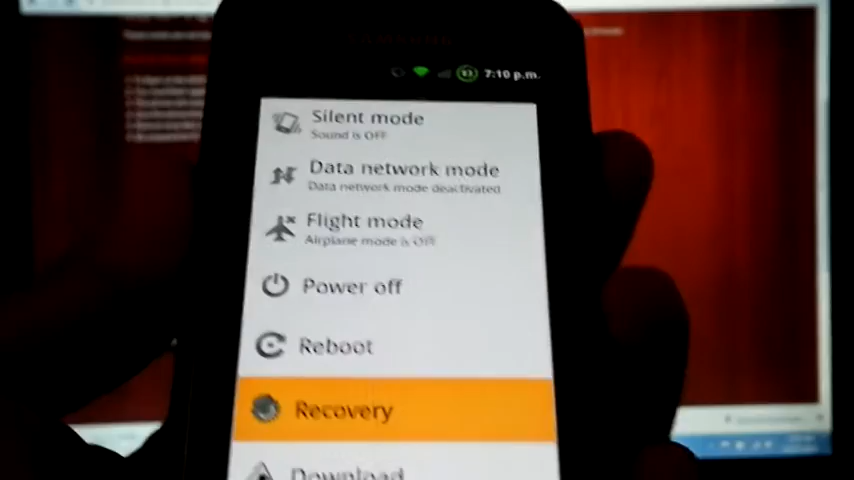 7:10 p.m.
Silent mode
Sound is OFF
Data network mode
Data network mode deactivated
Flight mode
Airplane mode is OFF
Power off
Reboot
Recovery
Download